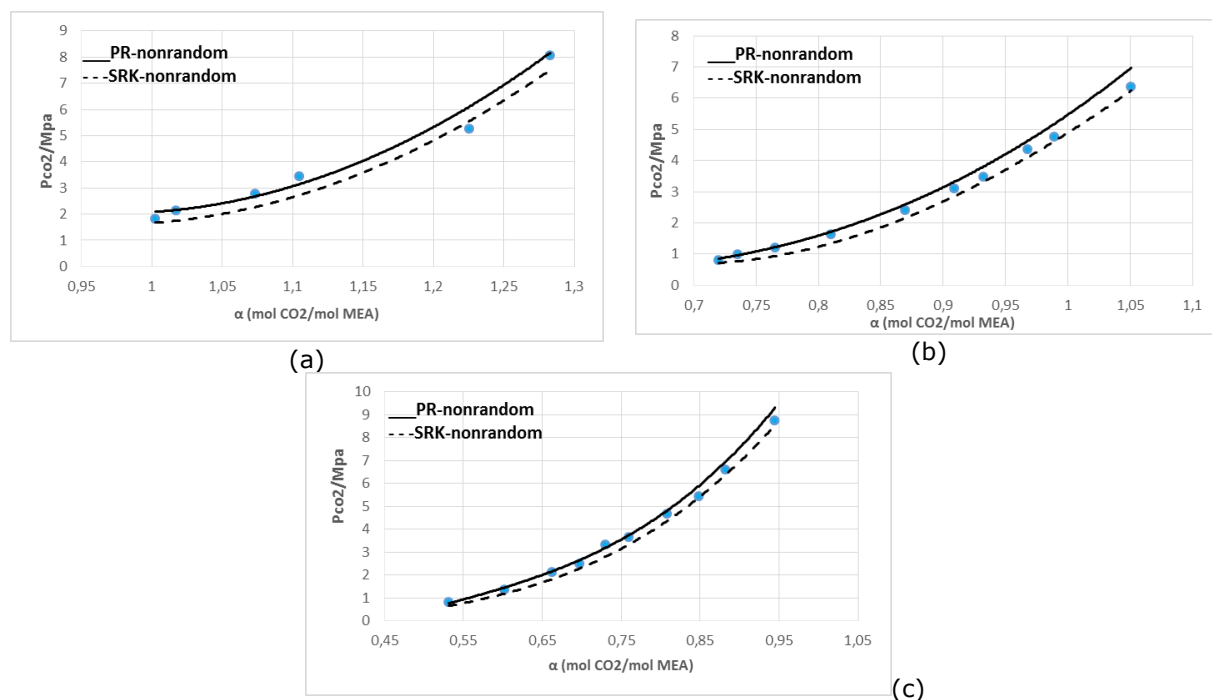 9
8
7
6
5
4
3
2
1
0
Pco2/Mpa
PR-nonrandom
SRK-nonrandom
0,95 1 1,05 1,1 1,15 1,2 1,25 1,3
α (mol CO2/mol MEA)
(a)
8
7
6
5
4
3
2
1
0
Pco2/Mpa
PR-nonrandom
SRK-nonrandom
0,7 0,75 0,8 0,85 0,9 0,95 1 1,05 1,1
α (mol CO2/mol MEA)
(b)
10
9
8
7
6
5
4
3
2
1
0
Pco2/Mpa
PR-nonrandom
SRK-nonrandom
0,45 0,55 0,65 0,75 0,85 0,95 1,05
α (mol CO2/mol MEA)
(c)